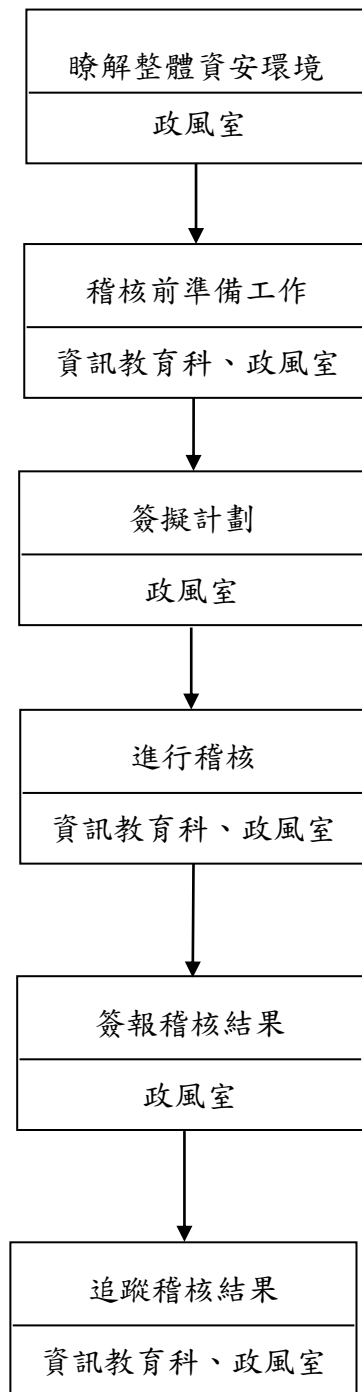 瞭解整體資安環境
政風室
稽核前準備工作
資訊教育科、政風室
簽擬計劃
政風室
進行稽核
資訊教育科、政風室
簽報稽核結果
政風室
追蹤稽核結果
資訊教育科、政風室